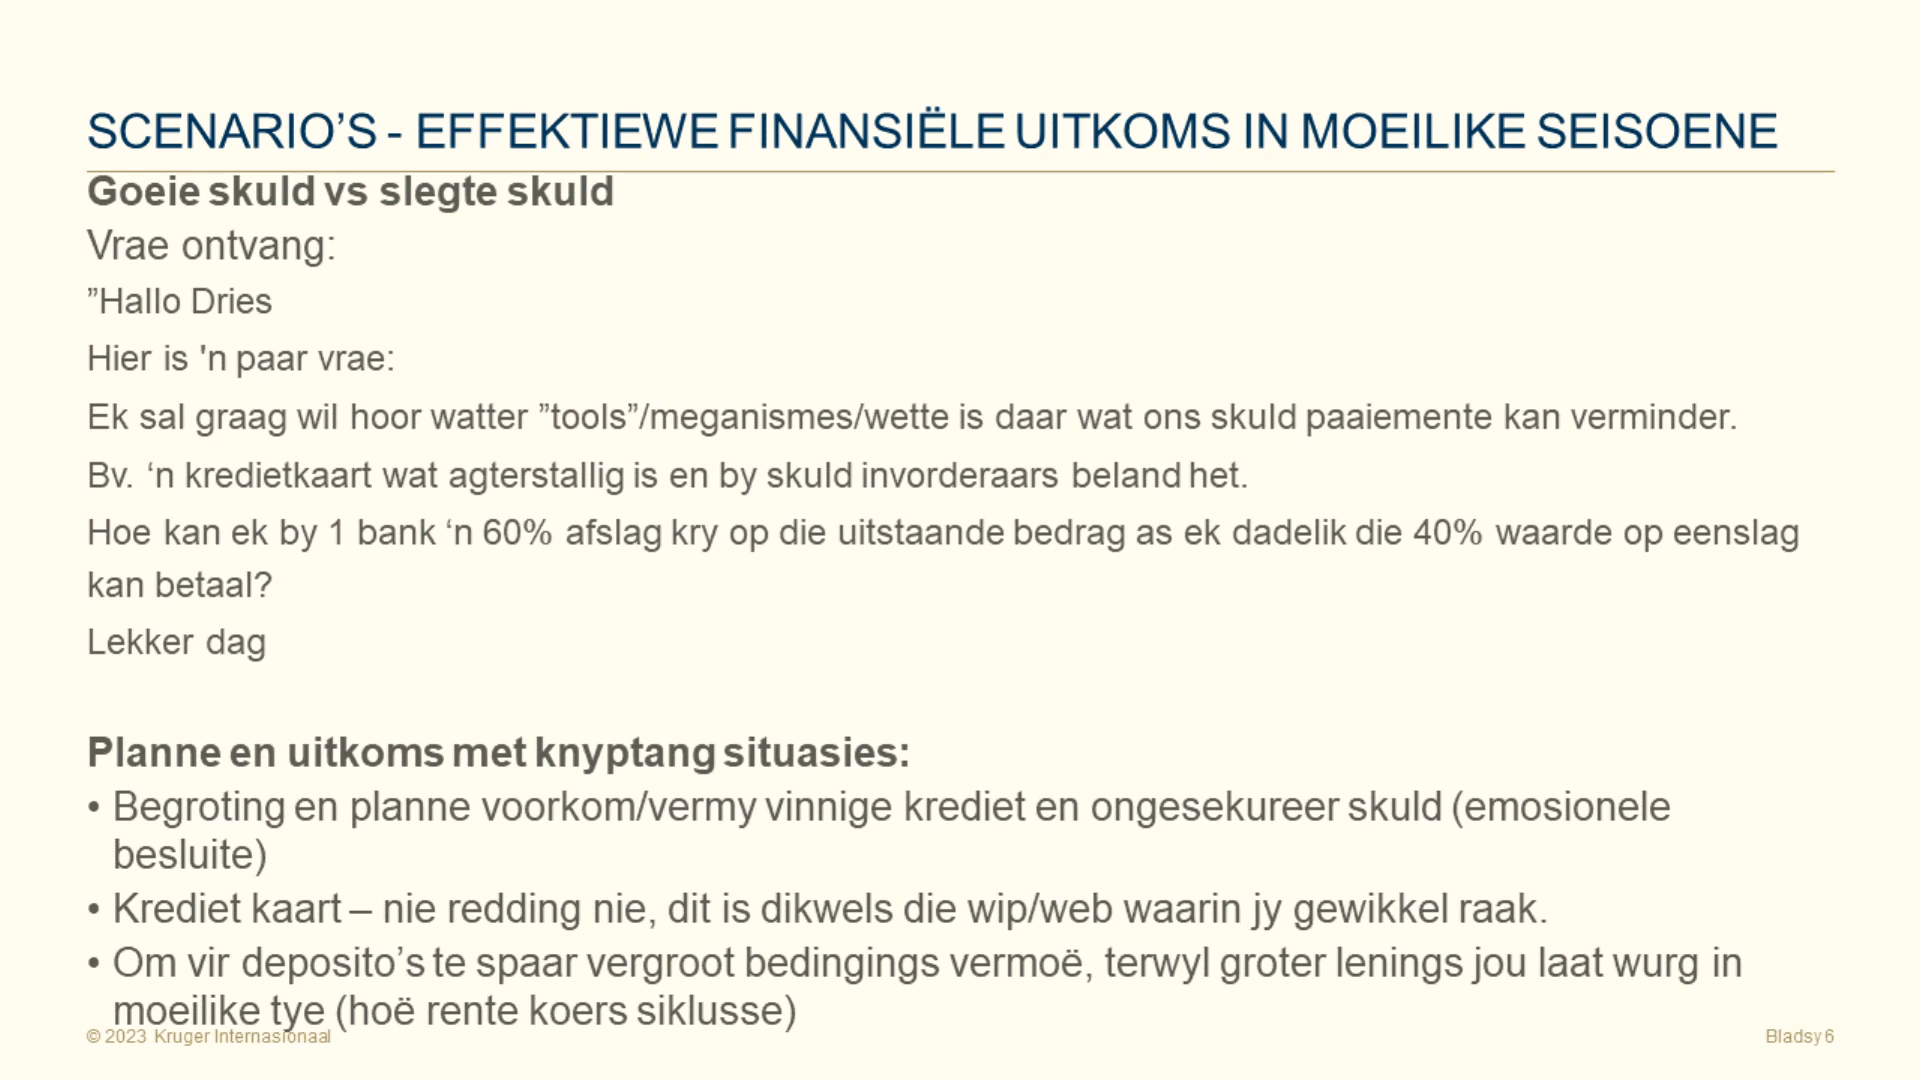 SCENARIO’S - EFFEKTIEWE FINANSIËLE UITKOMS IN MOEILIKE SEISOENE
Goeie skuld vs slegte skuld
Vrae ontvang:
”Hallo Dries
Hier is 'n paar vrae:
Ek sal graag wil hoor watter ”tools”/meganismes/wette is daar wat ons skuld paaiemente kan verminder.
Bv. ‘n kredietkaart wat agterstallig is en by skuld invorderaars beland het.
Hoe kan ek by 1 bank ‘n 60% afslag kry op die uitstaande bedrag as ek dadelik die 40% waarde op eenslag
kan betaal?
Lekker dag
Planne en uitkoms met knyptang situasies:
• Begroting en planne voorkom/vermy vinnige krediet en ongesekureer skuld (emosionele
besluite)
• Krediet kaart – nie redding nie, dit is dikwels die wip/web waarin jy gewikkel raak.
• Om vir deposito’s te spaar vergroot bedingings vermoë, terwyl groter lenings jou laat wurg in
moeilike tye (hoë rente koers siklusse)
© 2023 Kruger Internasionaal
Bladsy 6